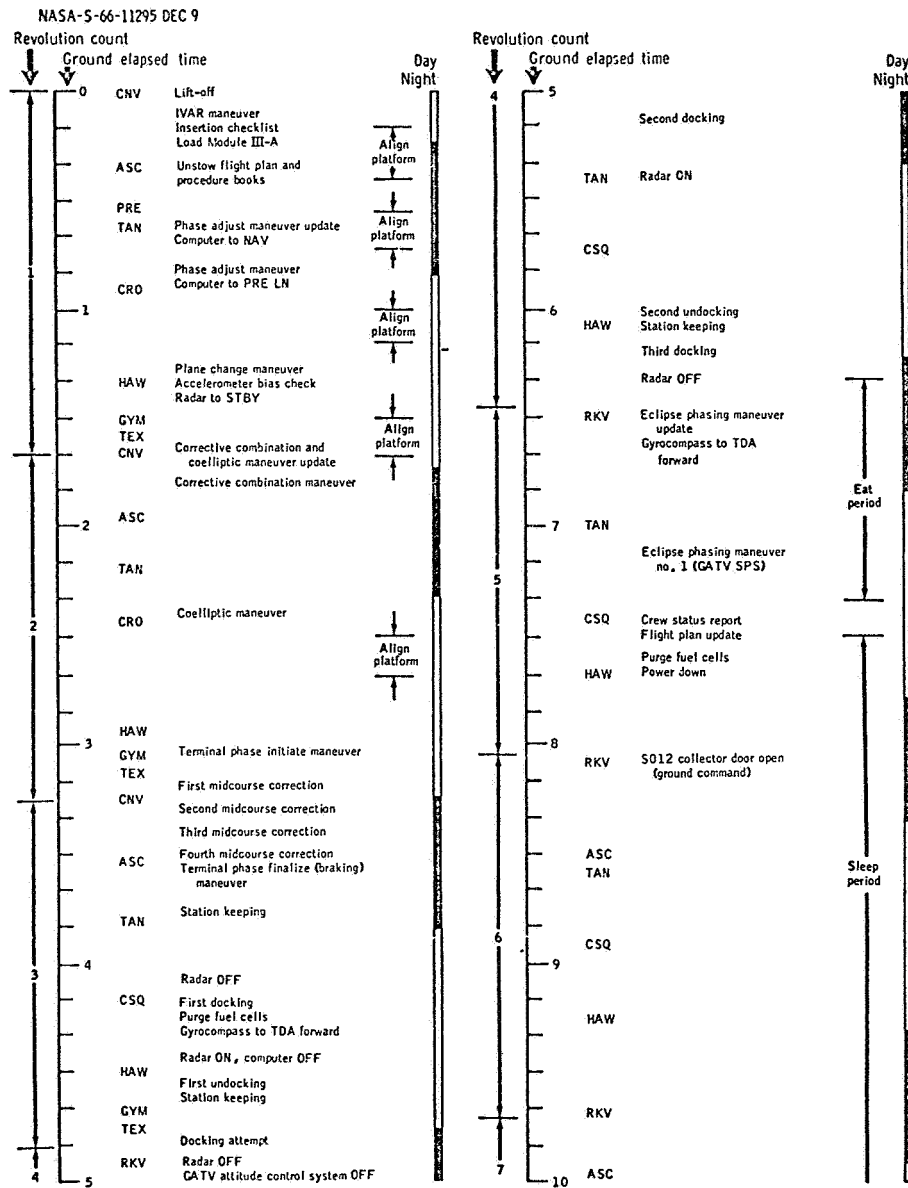 NASA-S-66-11295 DEC 9
Revolution count
Ground elapsed time
Day
Night
0
CNV Lift-off
IVAR maneuver
Insertion checklist
Load Module III-A
Align
platform
ASC Unstow flight plan and
procedure books
PRE
TAN Phase adjust maneuver update
Computer to NAV
Align
platform
1
Phase adjust maneuver
Computer to PRE LN
CRO
1
Align
platform
Plane change maneuver
HAW Accelerometer bias check
Radar to STBY
GYM
TEX
Align
platform
CNV Corrective combination and
coelliptic maneuver update
Corrective combination maneuver
ASC
2
TAN
2
CRO Coelliptic maneuver
Align
platform
HAW
3
GYM Terminal phase initiate maneuver
TEX
First midcourse correction
CNV
Second midcourse correction
Third midcourse correction
ASC Fourth midcourse correction
Terminal phase finalize (braking)
maneuver
TAN Station keeping
3
4
Radar OFF
CSQ First docking
Purge fuel cells
Gyrocompass to TDA forward
Radar ON, computer OFF
HAW
First undocking
Station keeping
GYM
TEX
Docking attempt
4
RKV Radar OFF
GATV attitude control system OFF
5
Revolution count
Ground elapsed time
Day
Night
4
5
Second docking
TAN Radar ON
CSQ
6
Second undocking
HAW Station keeping
Third docking
Radar OFF
RKV Eclipse phasing maneuver
update
Gyrocompass to TDA
forward
Eat
period
7
TAN
Eclipse phasing maneuver
no. 1 (GATV SPS)
5
CSQ Crew status report
Flight plan update
Purge fuel cells
HAW Power down
8
RKV S012 collector door open
(ground command)
ASC
TAN
Sleep
period
6
CSQ
9
HAW
RKV
7
10
ASC